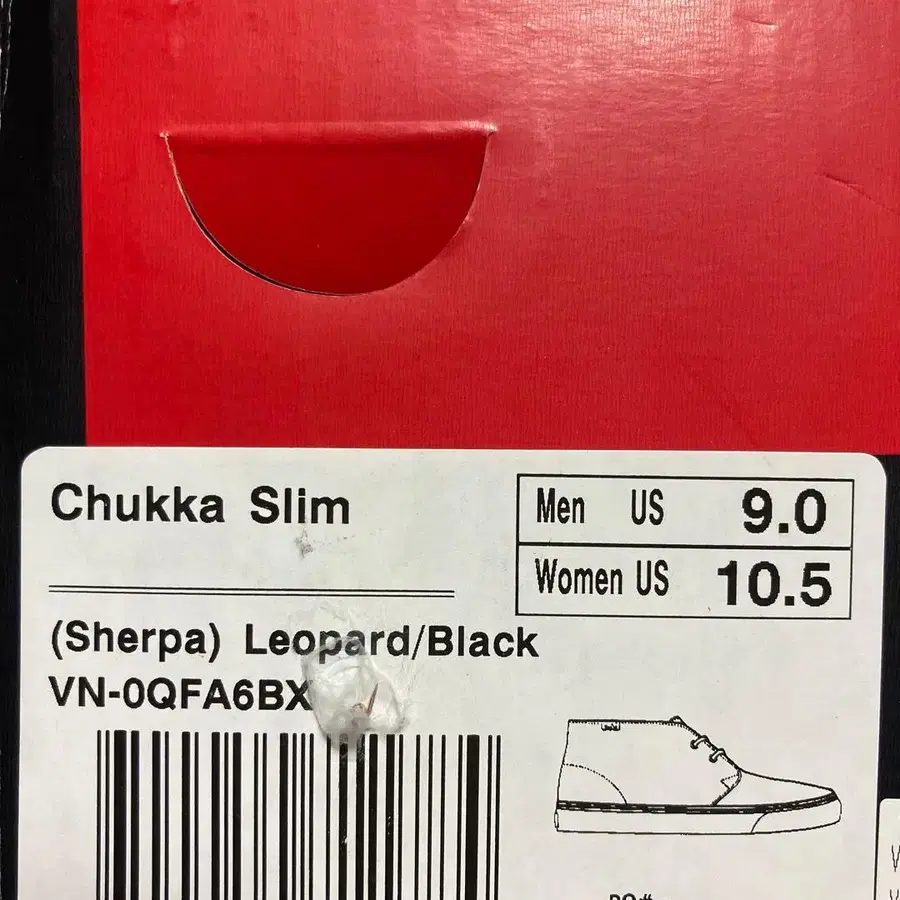 Chukka Slim
Men US 9.0
Women US 10.5
(Sherpa) Leopard/Black
VN-0QFA6BX